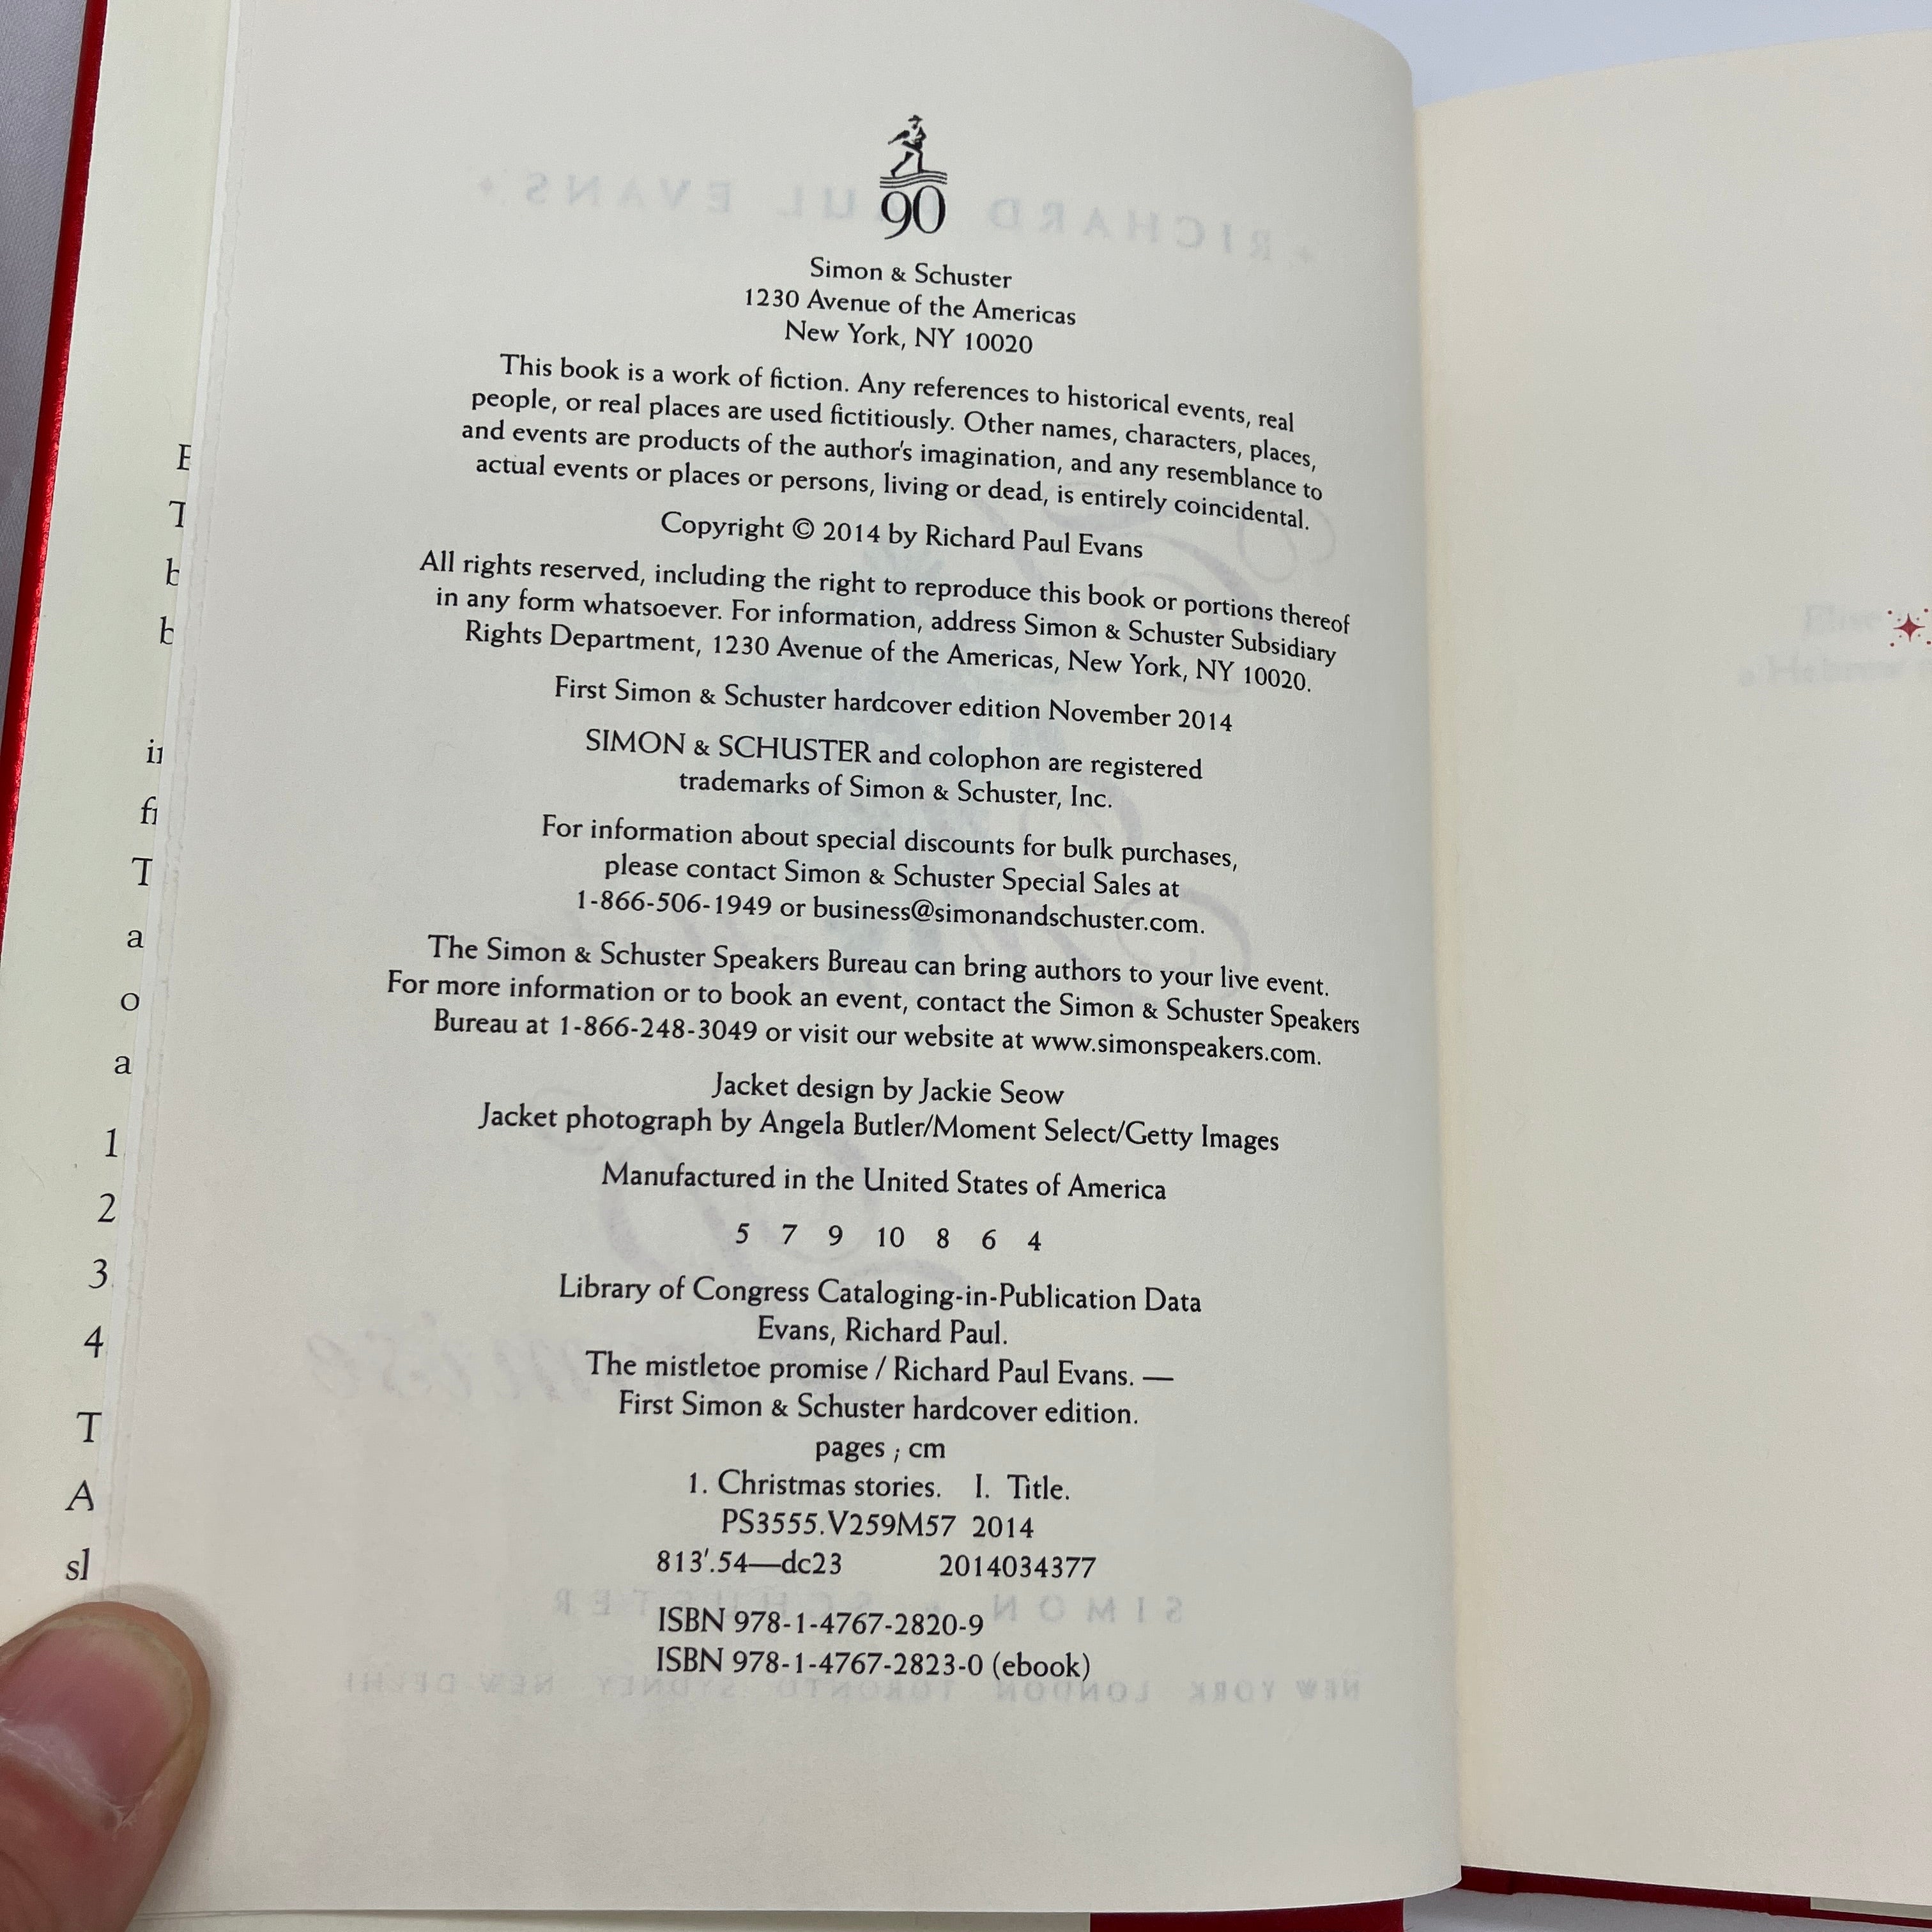 90
Simon & Schuster
1230 Avenue of the Americas
New York, NY 10020
This book is a work of fiction. Any references to historical events, real
people, or real places are used fictitiously. Other names, characters, places,
and events are products of the author's imagination, and any resemblance to
actual events or places or persons, living or dead, is entirely coincidental.
Copyright © 2014 by Richard Paul Evans
All rights reserved, including the right to reproduce this book or portions thereof
in any form whatsoever. For information, address Simon & Schuster Subsidiary
Rights Department, 1230 Avenue of the Americas, New York, NY 10020.
First Simon & Schuster hardcover edition November 2014
SIMON & SCHUSTER and colophon are registered
trademarks of Simon & Schuster, Inc.
For information about special discounts for bulk purchases,
please contact Simon & Schuster Special Sales at
1-866-506-1949 or business@simonandschuster.com.
The Simon & Schuster Speakers Bureau can bring authors to your live event.
For more information or to book an event, contact the Simon & Schuster Speakers
Bureau at 1-866-248-3049 or visit our website at www.simonspeakers.com.
Jacket design by Jackie Seow
Jacket photograph by Angela Butler/Moment Select/Getty Images
Manufactured in the United States of America
5 7 9 10 8 6 4
Library of Congress Cataloging-in-Publication Data
Evans, Richard Paul.
The mistletoe promise / Richard Paul Evans. —
First Simon & Schuster hardcover edition.
pages ; cm
1. Christmas stories. I. Title.
PS3555.V259M57 2014
813'.54—dc23 2014034377
ISBN 978-1-4767-2820-9
ISBN 978-1-4767-2823-0 (ebook)